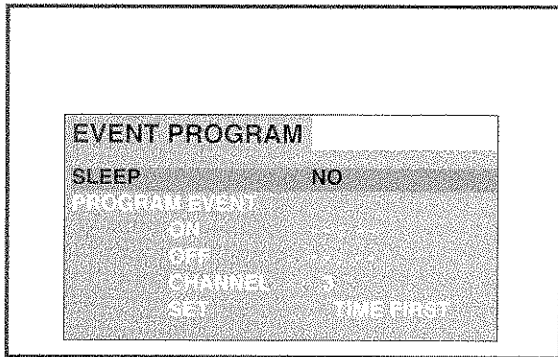 EVENT PROGRAM
SLEEP NO
PROGRAM EVENT
ON
OFF
CHANNEL 3
SET TIME FIRST